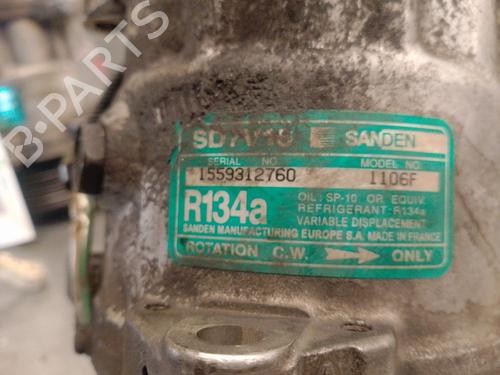 B-PARTS
SD7V16 SANDEN
SERIAL NO MODEL NO
1559312760 1106F
R134a
OIL: SP-10 OR EQUIV.
REFRIGERANT: R134a
VARIABLE DISPLACEMENT
SANDEN MANUFACTURING EUROPE S.A. MADE IN FRANCE
ROTATION C.W. ONLY